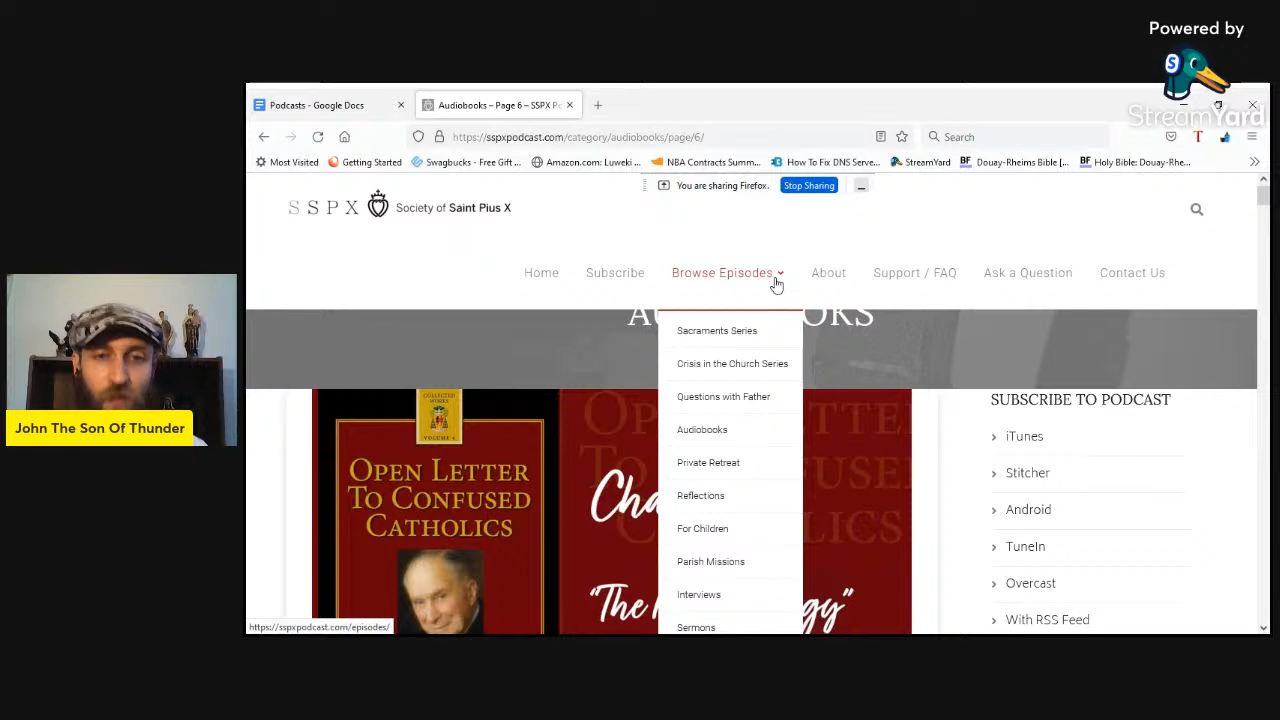 Powered by
StreamYard
Podcasts - Google Docs
Audiobooks – Page 6 – SSPX Po
https://sspxpodcast.com/category/audiobooks/page/6/
Search
Most Visited
Getting Started
Swagbucks - Free Gift ...
Amazon.com: Luweki ...
NBA Contracts Summ...
How To Fix DNS Serve...
StreamYard
BF Douay-Rheims Bible [...
BF Holy Bible: Douay-Rhe...
You are sharing Firefox.
Stop Sharing
SSPX
Society of Saint Pius X
Home
Subscribe
Browse Episodes
About
Support / FAQ
Ask a Question
Contact Us
Sacraments Series
Crisis in the Church Series
Questions with Father
Audiobooks
Private Retreat
Reflections
For Children
Parish Missions
Interviews
Sermons
COLLECTED
WORKS
VOLUME 4
OPEN LETTER
TO CONFUSED
CATHOLICS
Cha
"The
SUBSCRIBE TO PODCAST
iTunes
Stitcher
Android
TuneIn
Overcast
With RSS Feed
https://sspxpodcast.com/episodes/
John The Son Of Thunder